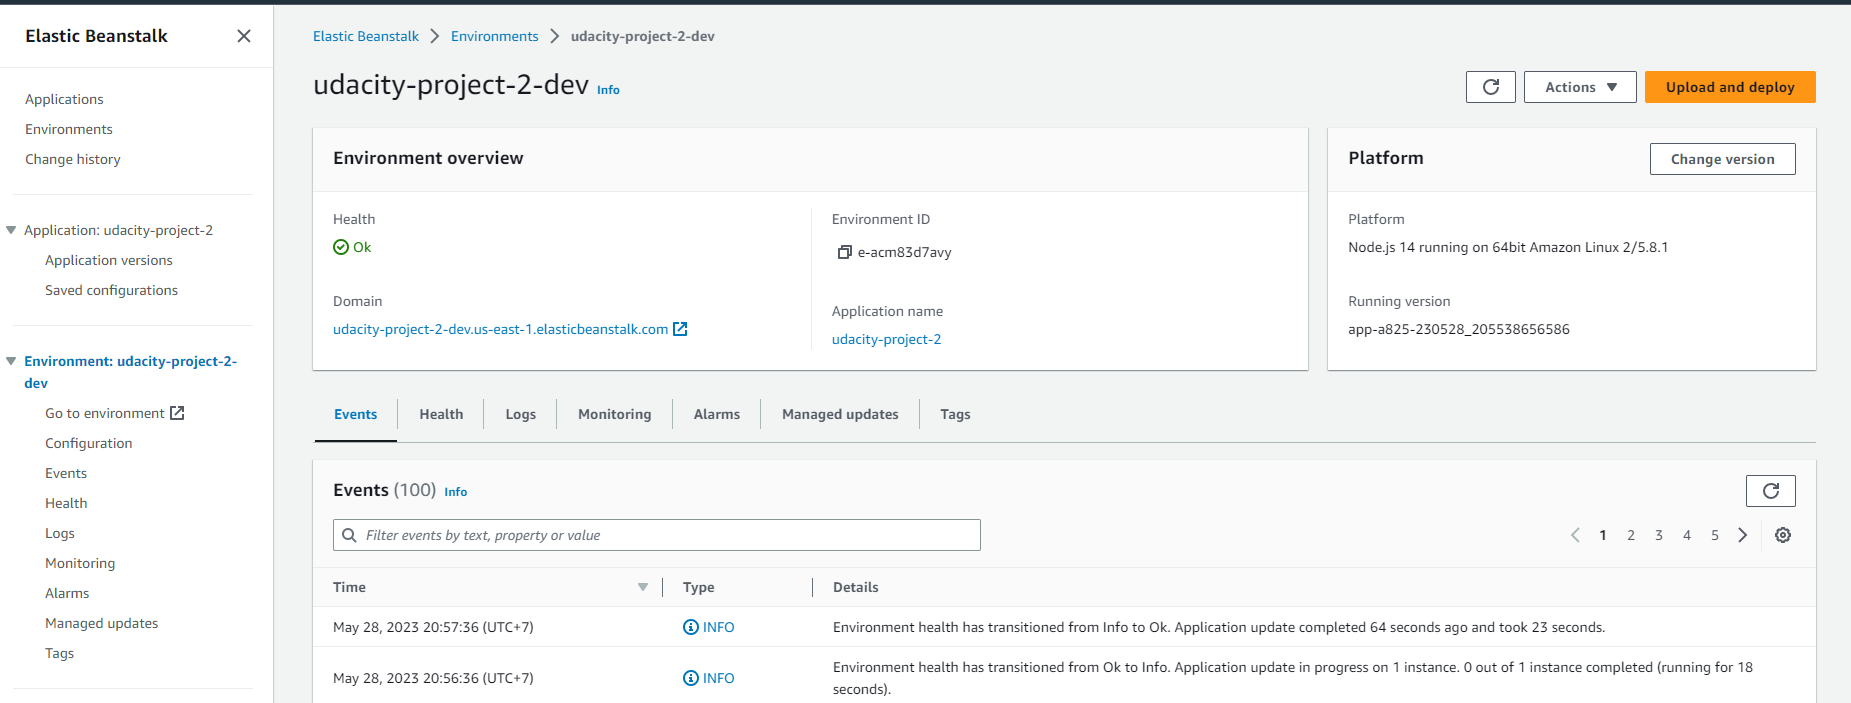 Elastic Beanstalk
Applications
Environments
Change history
Application: udacity-project-2
Application versions
Saved configurations
Environment: udacity-project-2-
dev
Go to environment
Configuration
Events
Health
Logs
Monitoring
Alarms
Managed updates
Tags
Elastic Beanstalk > Environments > udacity-project-2-dev
udacity-project-2-dev Info
Actions
Upload and deploy
Environment overview
Health
Ok
Domain
udacity-project-2-dev.us-east-1.elasticbeanstalk.com
Environment ID
e-acm83d7avy
Application name
udacity-project-2
Platform
Change version
Platform
Node.js 14 running on 64bit Amazon Linux 2/5.8.1
Running version
app-a825-230528_205538656586
Events Health Logs Monitoring Alarms Managed updates Tags
Events (100) Info
Filter events by text, property or value
1 2 3 4 5
Time Type Details
May 28, 2023 20:57:36 (UTC+7) INFO Environment health has transitioned from Info to Ok. Application update completed 64 seconds ago and took 23 seconds.
May 28, 2023 20:56:36 (UTC+7) INFO Environment health has transitioned from Ok to Info. Application update in progress on 1 instance. 0 out of 1 instance completed (running for 18
seconds).